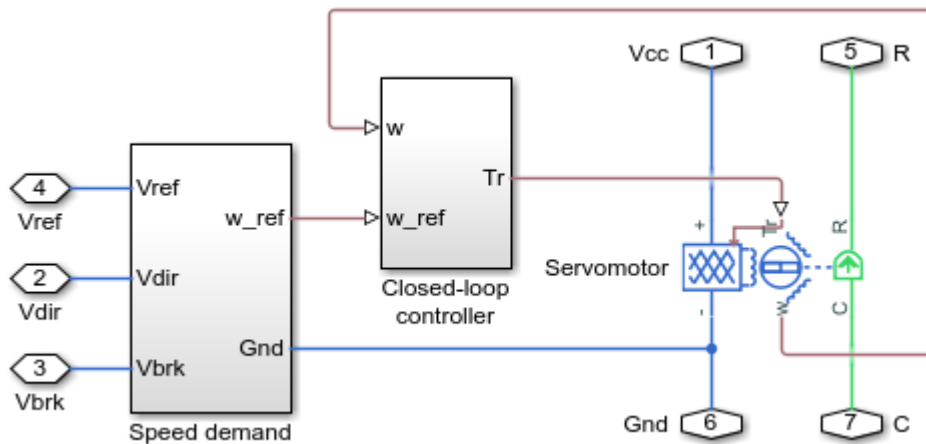 Vcc
1
5
R
w
Tr
w_ref
Closed-loop
controller
4
Vref
2
Vdir
3
Vbrk
Vref
w_ref
Vdir
Gnd
Vbrk
Speed demand
Servomotor
+
-
Tr
w
R
C
Gnd
6
7
C